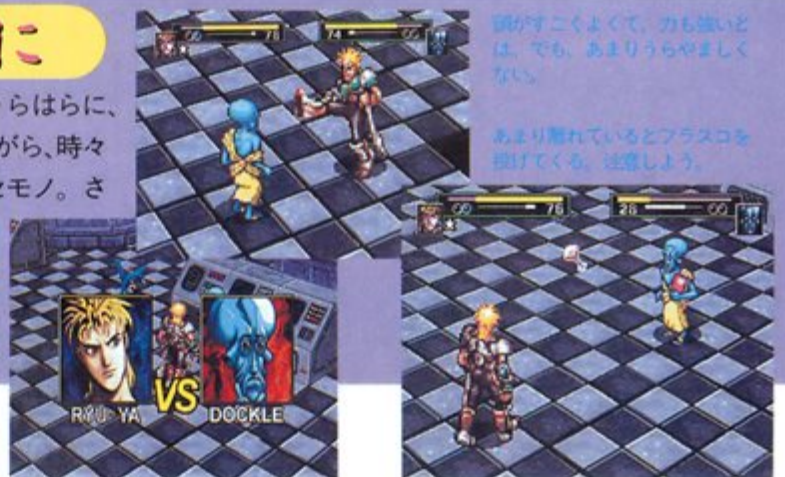 こ
らはらに、
がら、時々
モノ。さ
頭がすごくよくて、力も強いと
は。でも、あまりうらやましく
ない。
あまり離れているとフラスコを
投げてくる。注意しよう。
∞ 78 74 ∞
∞ 76 28 ∞
RYU YA VS DOCKLE